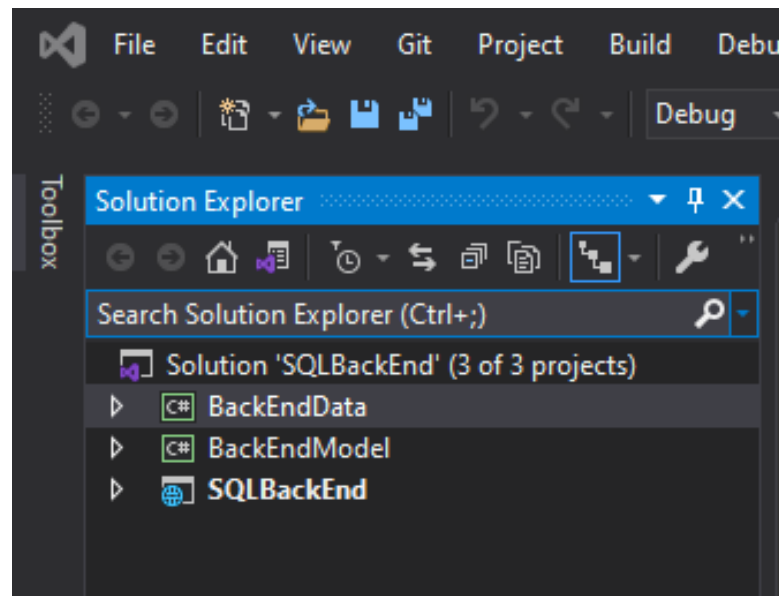 File Edit View Git Project Build Debu
Debug
Toolbox
Solution Explorer
Search Solution Explorer (Ctrl+;)
Solution 'SQLBackEnd' (3 of 3 projects)
C# BackEndData
C# BackEndModel
SQLBackEnd